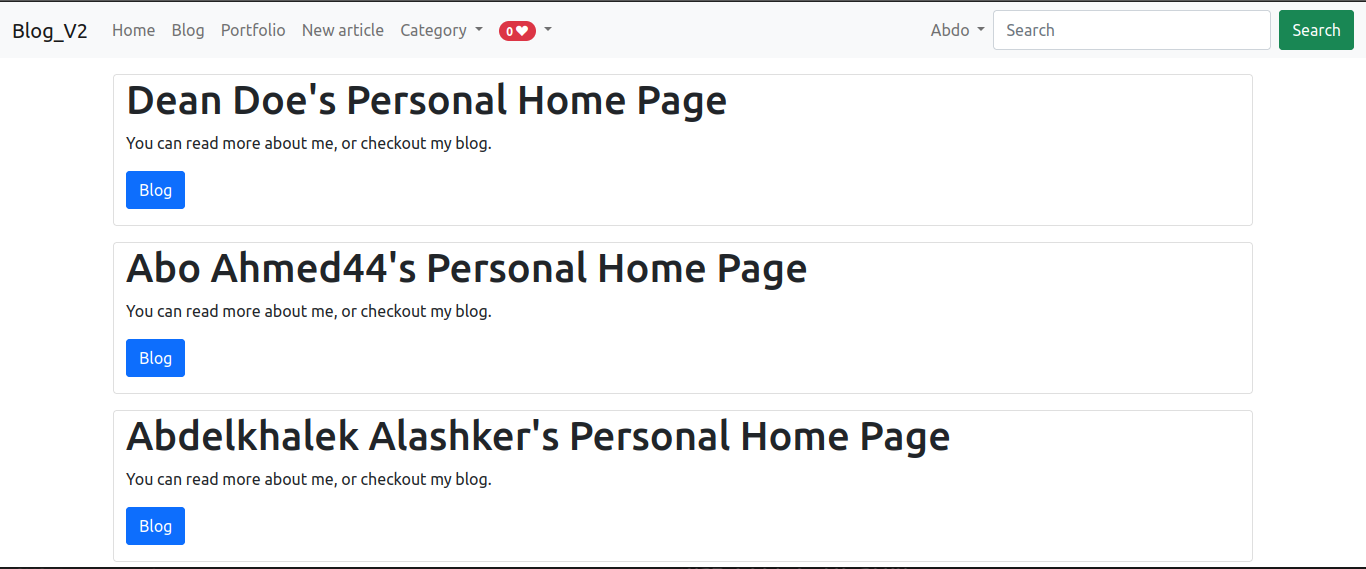 Blog_V2 Home Blog Portfolio New article Category 0 Abdo Search Search
Dean Doe's Personal Home Page
You can read more about me, or checkout my blog.
Blog
Abo Ahmed44's Personal Home Page
You can read more about me, or checkout my blog.
Blog
Abdelkhalek Alashker's Personal Home Page
You can read more about me, or checkout my blog.
Blog